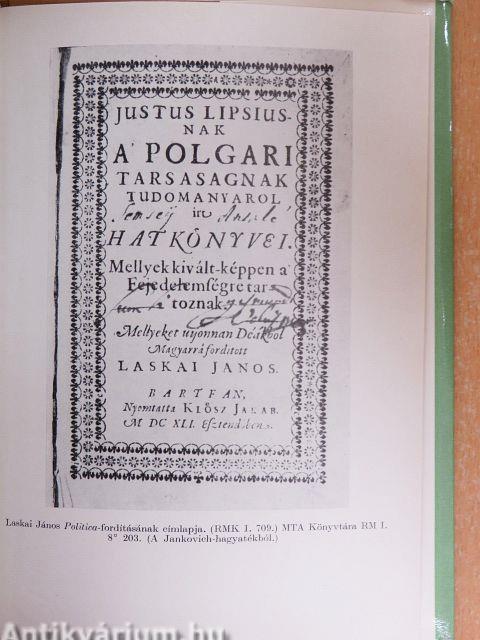 JUSTUS LIPSIUS-
NAK
A' POLGARI
TARSASAGNAK
TUDOMANYAROL
irt
HAT KÖNYVEI.
Mellyek kivált-képpen a'
Fejedelemségre tar
toznak.
Mellyeket ujonnan Deákból
Magyarrá fordított
LASKAI JANOS.
BARTFAN,
Nyomtatta KLÖSZ JAKAB.
M DC XLI. Esztendöben.
Laskai János Politica-fordításának címlapja. (RMK I. 709.) MTA Könyvtára RM I.
8° 203. (A Jankovich-hagyatékból.)
Antikvárium.hu